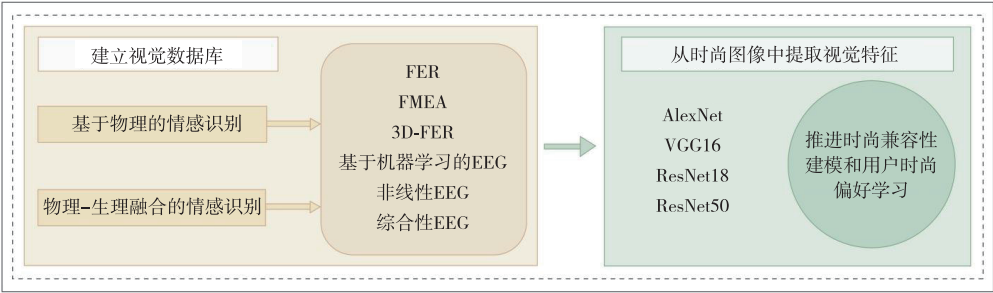 建立视觉数据库
基于物理的情感识别
物理-生理融合的情感识别
FER
FMEA
3D-FER
基于机器学习的EEG
非线性EEG
综合性EEG
从时尚图像中提取视觉特征
AlexNet
VGG16
ResNet18
ResNet50
推进时尚兼容性
建模和用户时尚
偏好学习